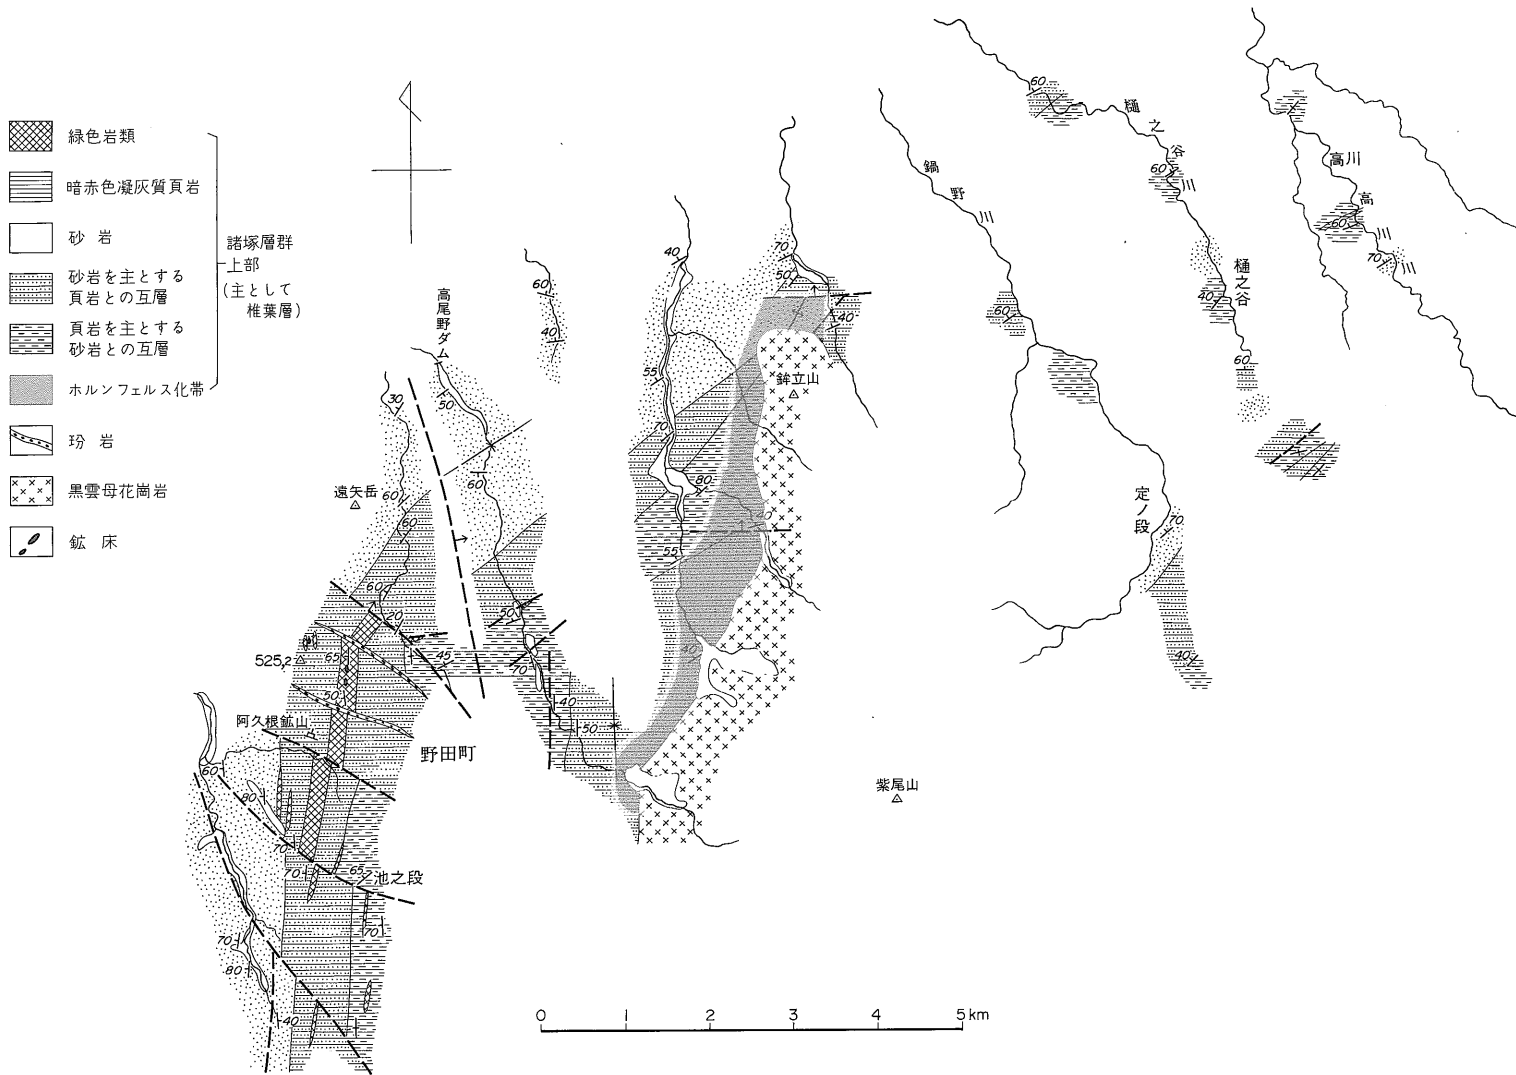 緑色岩類
暗赤色凝灰質頁岩
砂岩
砂岩を主とする
頁岩との互層
頁岩を主とする
砂岩との互層
ホルンフェルス化帯
玢岩
黒雲母花崗岩
鉱床
諸塚層群
上部
(主として
椎葉層)
高尾野ダム
遠矢岳
525,2
阿久根鉱山
野田町
池之段
鉾立山
紫尾山
鍋野川
樋之谷川
樋之谷
高川
高川
定ノ段
30
50
60
60
60
20
65
50
45
60
80
70
70
65
70
70
80
40
60
40
50
70
40
50
40
55
70
80
55
40
40
70
50
40
60
60
60
40
60
60
70
70
40
0
1
2
3
4
5km